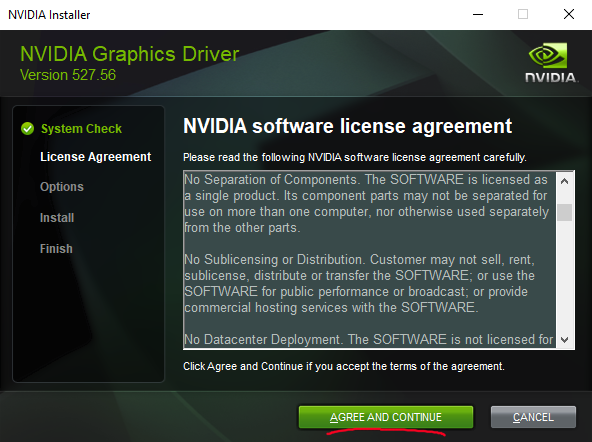 NVIDIA Installer
NVIDIA Graphics Driver
Version 527.56
NVIDIA.
System Check
License Agreement
Options
Install
Finish
NVIDIA software license agreement
Please read the following NVIDIA software license agreement carefully.
No Separation of Components. The SOFTWARE is licensed as
a single product. Its component parts may not be separated for
use on more than one computer, nor otherwise used separately
from the other parts.
No Sublicensing or Distribution. Customer may not sell, rent,
sublicense, distribute or transfer the SOFTWARE; or use the
SOFTWARE for public performance or broadcast; or provide
commercial hosting services with the SOFTWARE.
No Datacenter Deployment. The SOFTWARE is not licensed for
Click Agree and Continue if you accept the terms of the agreement.
AGREE AND CONTINUE
CANCEL